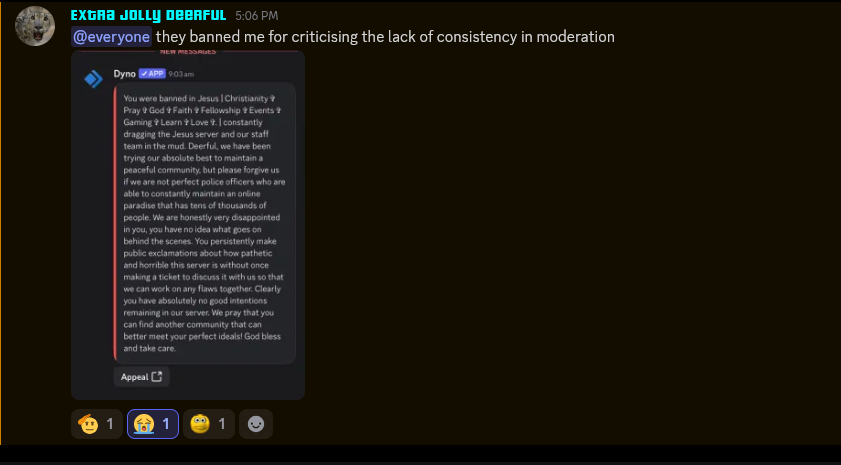 Extra Jolly Deerful 5:06 PM
@everyone they banned me for criticising the lack of consistency in moderation
NEW MESSAGES
Dyno ✓ APP 9:03 am
You were banned in Jesus | Christianity ✞
Pray ✞ God ✞ Faith ✞ Fellowship ✞ Events ✞
Gaming ✞ Learn ✞ Love ✞. | constantly
dragging the Jesus server and our staff
team in the mud. Deerful, we have been
trying our absolute best to maintain a
peaceful community, but please forgive us
if we are not perfect police officers who are
able to constantly maintain an online
paradise that has tens of thousands of
people. We are honestly very disappointed
in you, you have no idea what goes on
behind the scenes. You persistently make
public exclamations about how pathetic
and horrible this server is without once
making a ticket to discuss it with us so that
we can work on any flaws together. Clearly
you have absolutely no good intentions
remaining in our server. We pray that you
can find another community that can
better meet your perfect ideals! God bless
and take care.
Appeal
1 1 1